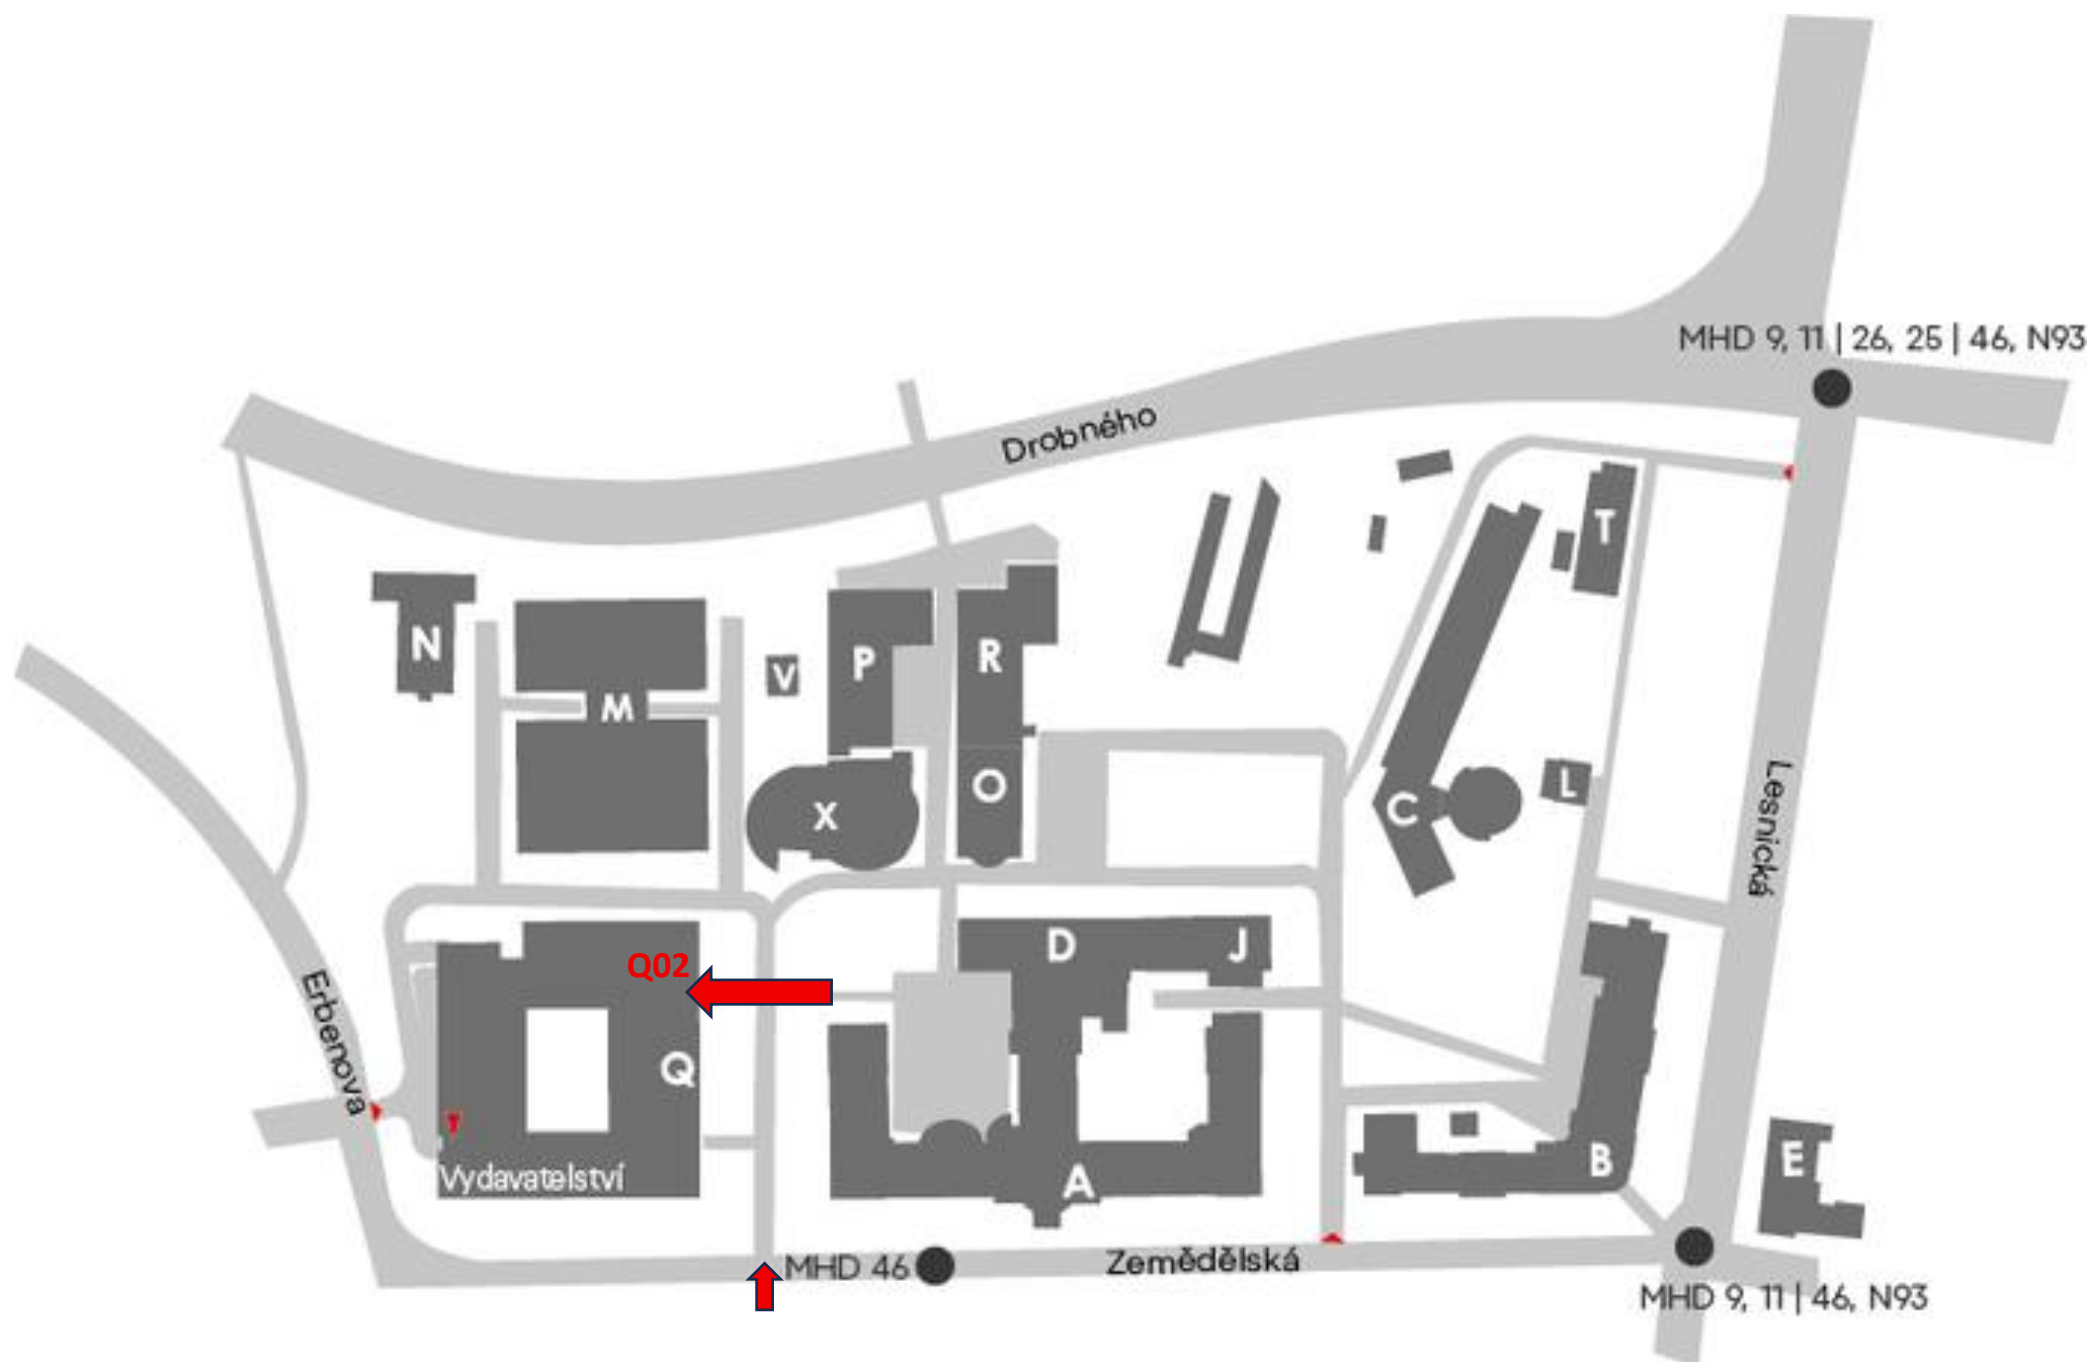 MHD 9, 11 | 26, 25 | 46, N93
Drobného
T
N
M
V
P
R
X
O
C
L
Lesnická
Q02
D
J
Erbenova
Q
Vydavatelství
A
B
E
MHD 46
Zemědělská
MHD 9, 11 | 46, N93